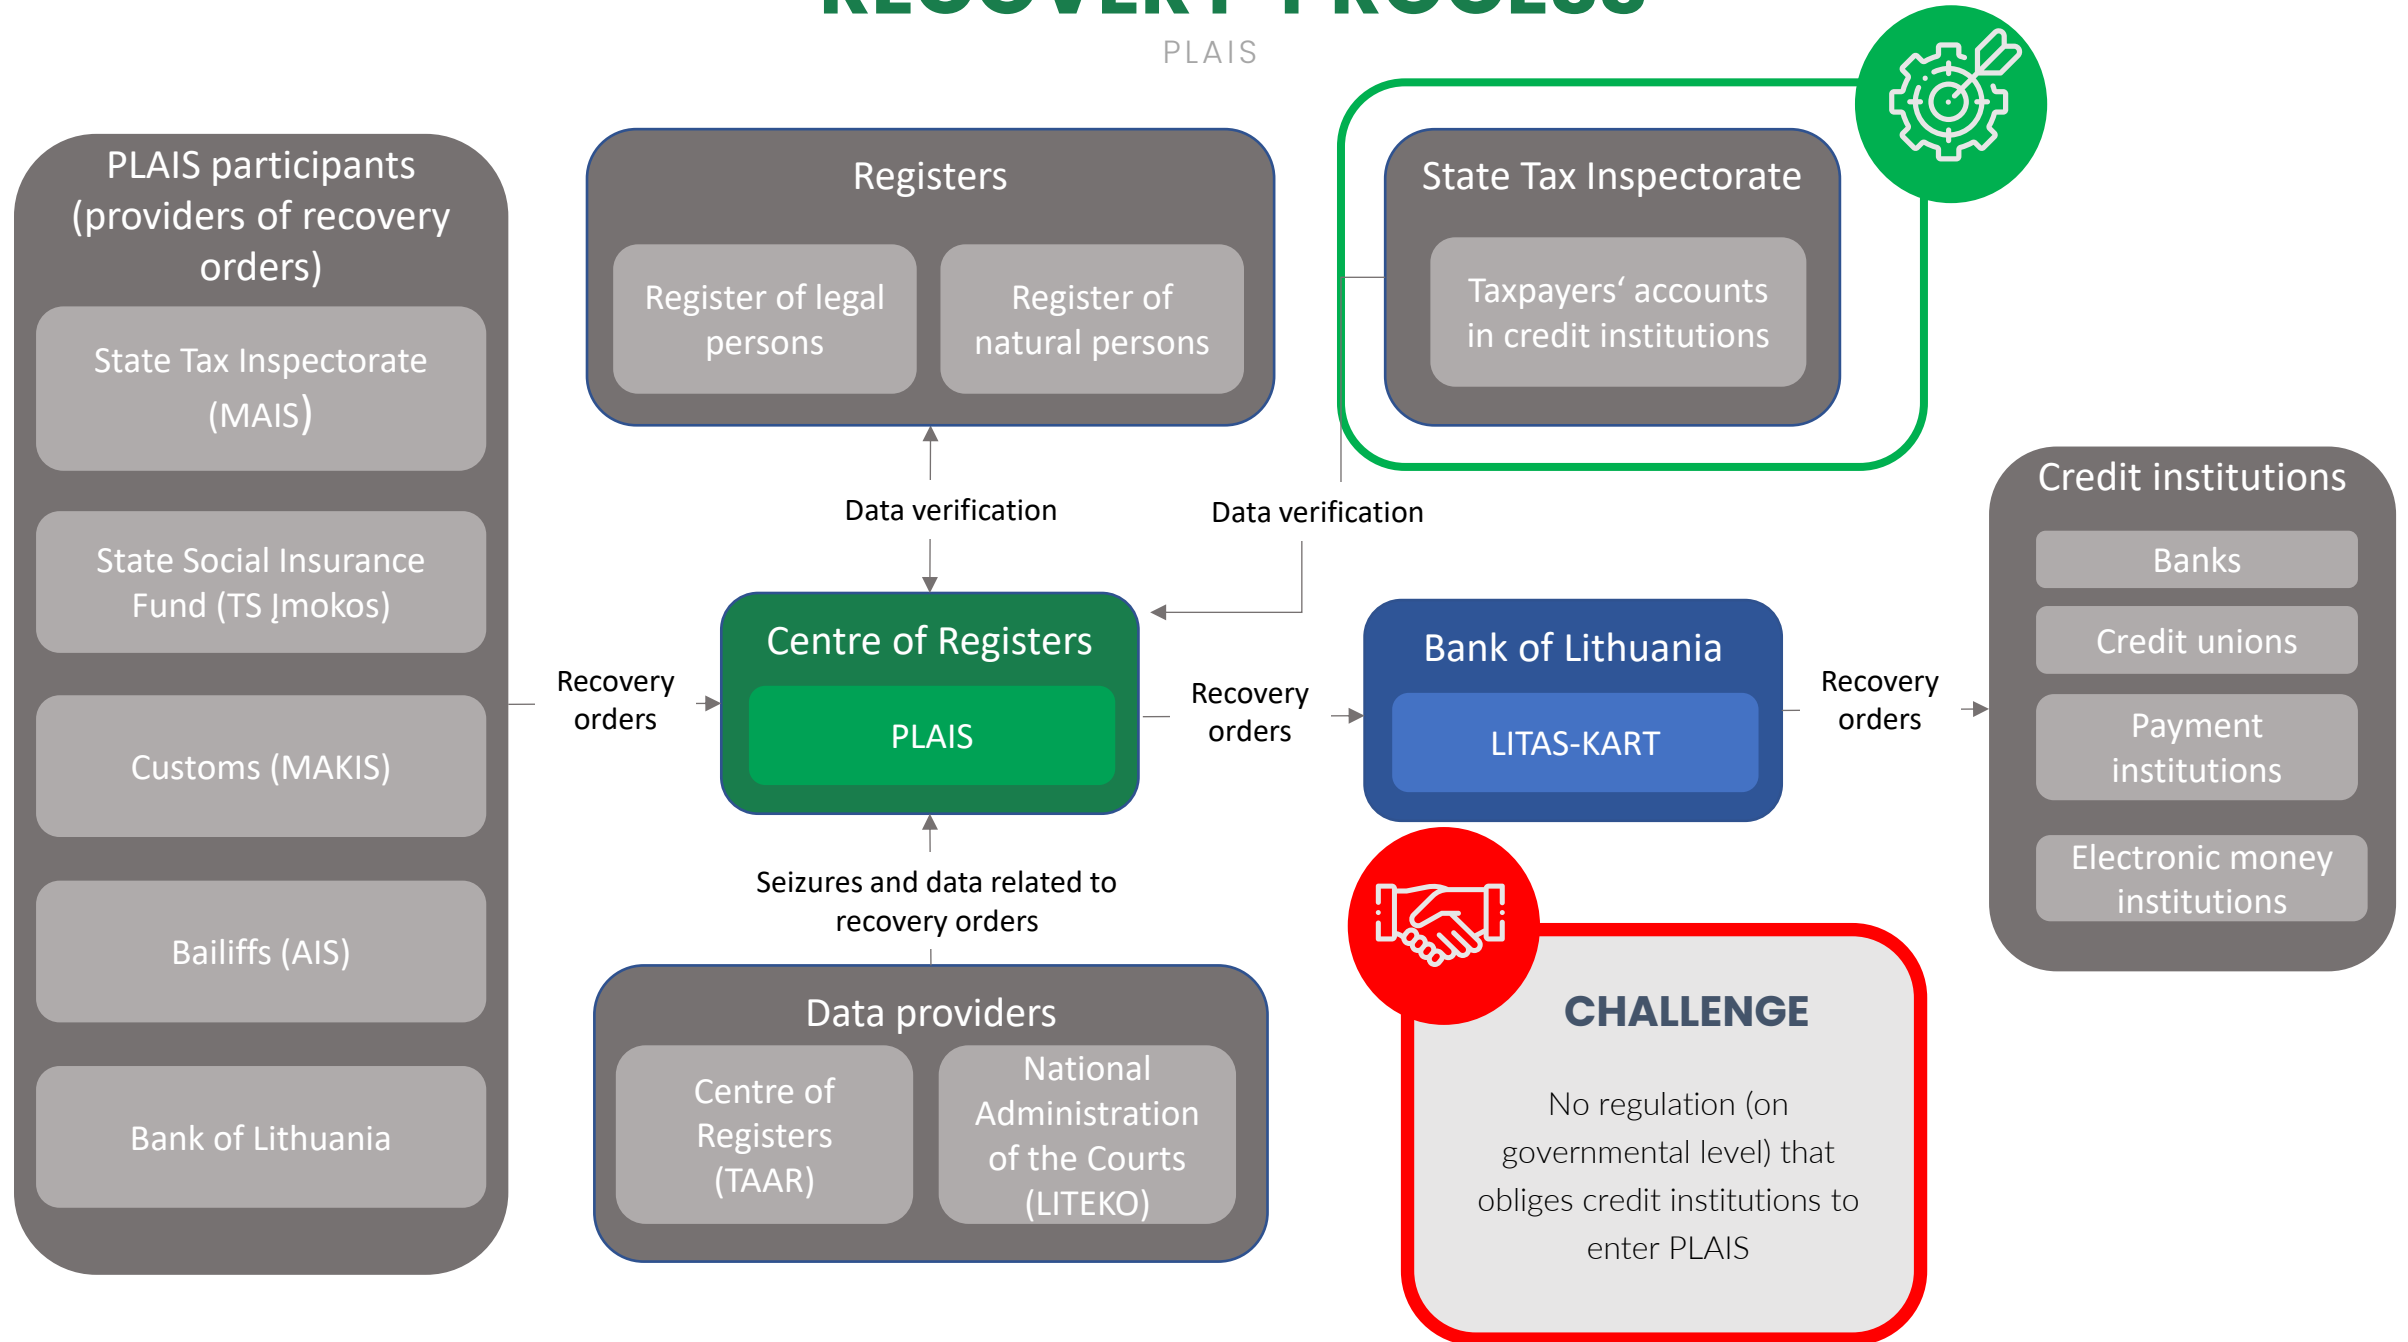 RECOVERY PROCESS
PLAIS
PLAIS participants
(providers of recovery
orders)
State Tax Inspectorate
(MAIS)
State Social Insurance
Fund (TS Įmokos)
Customs (MAKIS)
Bailiffs (AIS)
Bank of Lithuania
Recovery
orders
Registers
Register of legal
persons
Register of
natural persons
Data verification
State Tax Inspectorate
Taxpayers‘ accounts
in credit institutions
Data verification
Centre of Registers
PLAIS
Recovery
orders
Bank of Lithuania
LITAS-KART
Recovery
orders
Credit institutions
Banks
Credit unions
Payment
institutions
Electronic money
institutions
Seizures and data related to
recovery orders
Data providers
Centre of
Registers
(TAAR)
National
Administration
of the Courts
(LITEKO)
CHALLENGE
No regulation (on
governmental level) that
obliges credit institutions to
enter PLAIS